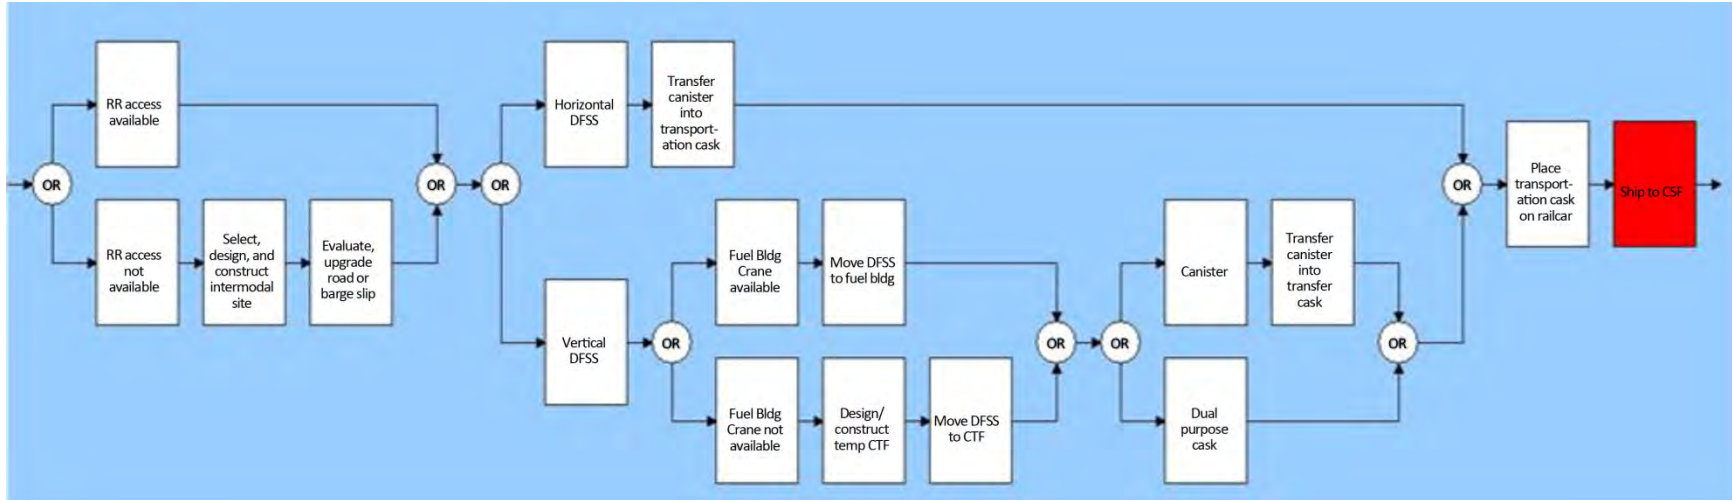 OR
RR access
available
RR access
not
available
Select,
design, and
construct
intermodal
site
Evaluate,
upgrade
road or
barge slip
OR
OR
Horizontal
DFSS
Transfer
canister
into
transport-
ation cask
Vertical
DFSS
OR
Fuel Bldg
Crane
available
Move DFSS
to fuel bldg
Fuel Bldg
Crane not
available
Design/
construct
temp CTF
Move DFSS
to CTF
OR
OR
Canister
Transfer
canister
into
transfer
cask
Dual
purpose
cask
OR
OR
Place
transport-
ation cask
on railcar
Ship to CSF